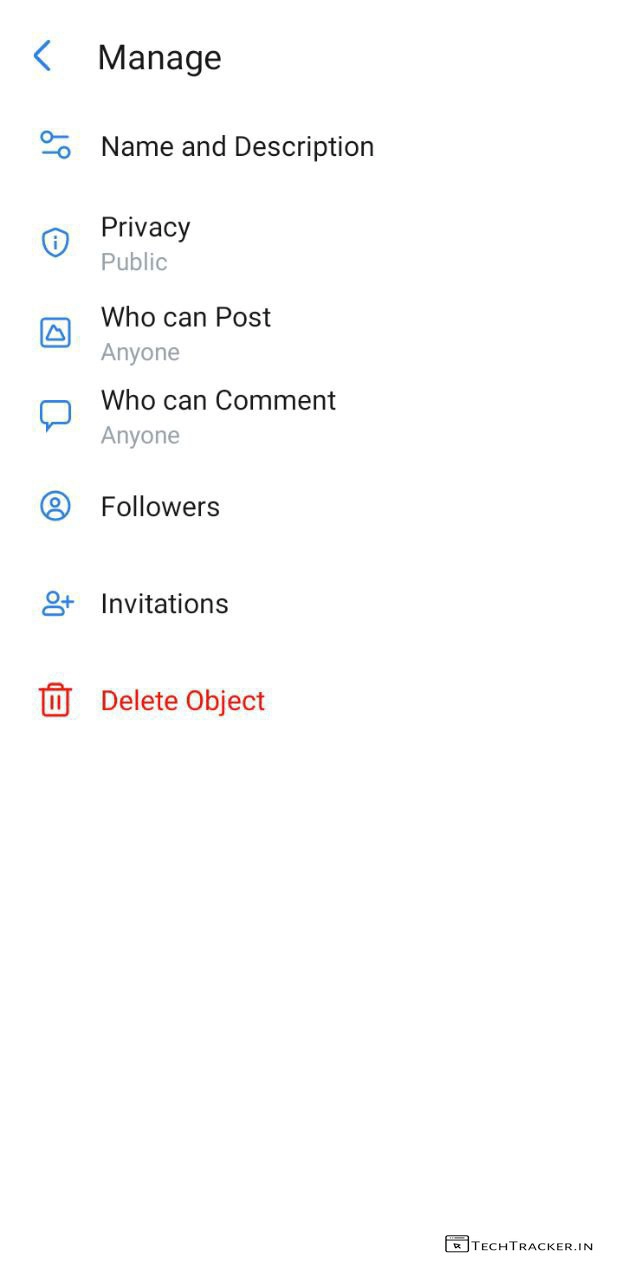 Manage
Name and Description
Privacy
Public
Who can Post
Anyone
Who can Comment
Anyone
Followers
Invitations
Delete Object
TECHTRACKER.IN